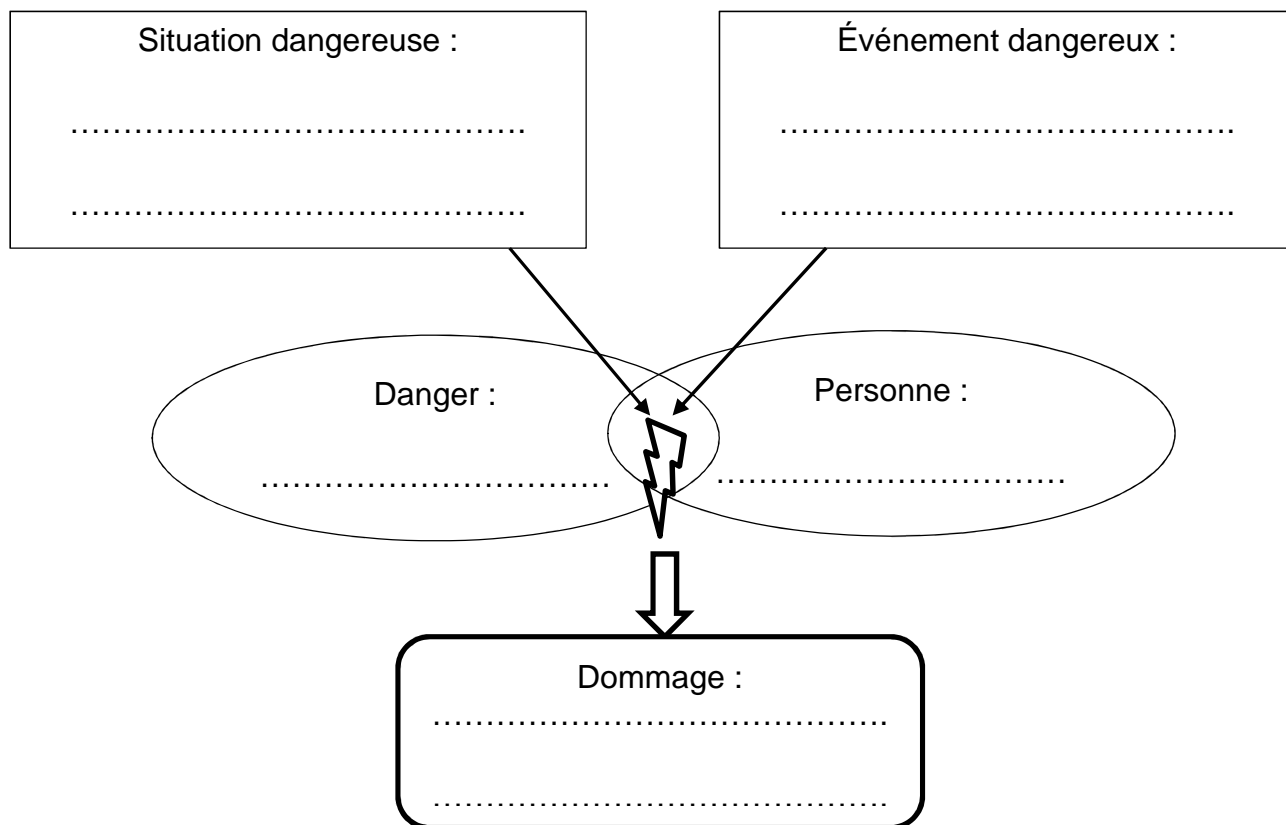 Situation dangereuse :
…………………………………….
…………………………………….
Événement dangereux :
…………………………………….
…………………………………….
Danger :
……………………………
Personne :
……………………………
Dommage :
…………………………………….
…………………………………….